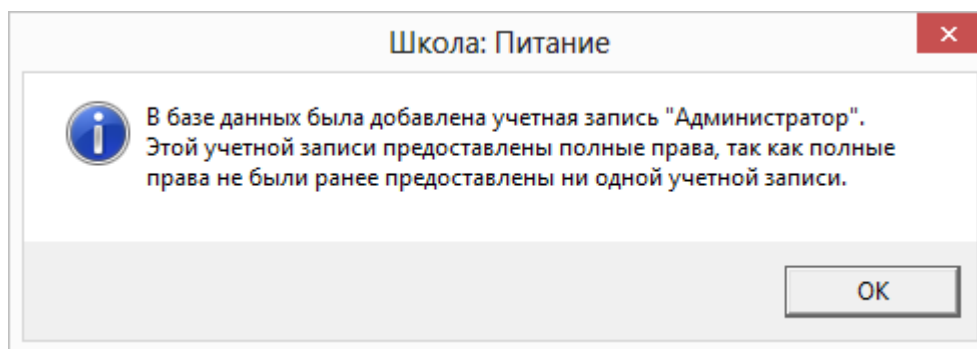 Школа: Питание
В базе данных была добавлена учетная запись "Администратор".
Этой учетной записи предоставлены полные права, так как полные
права не были ранее предоставлены ни одной учетной записи.
OK